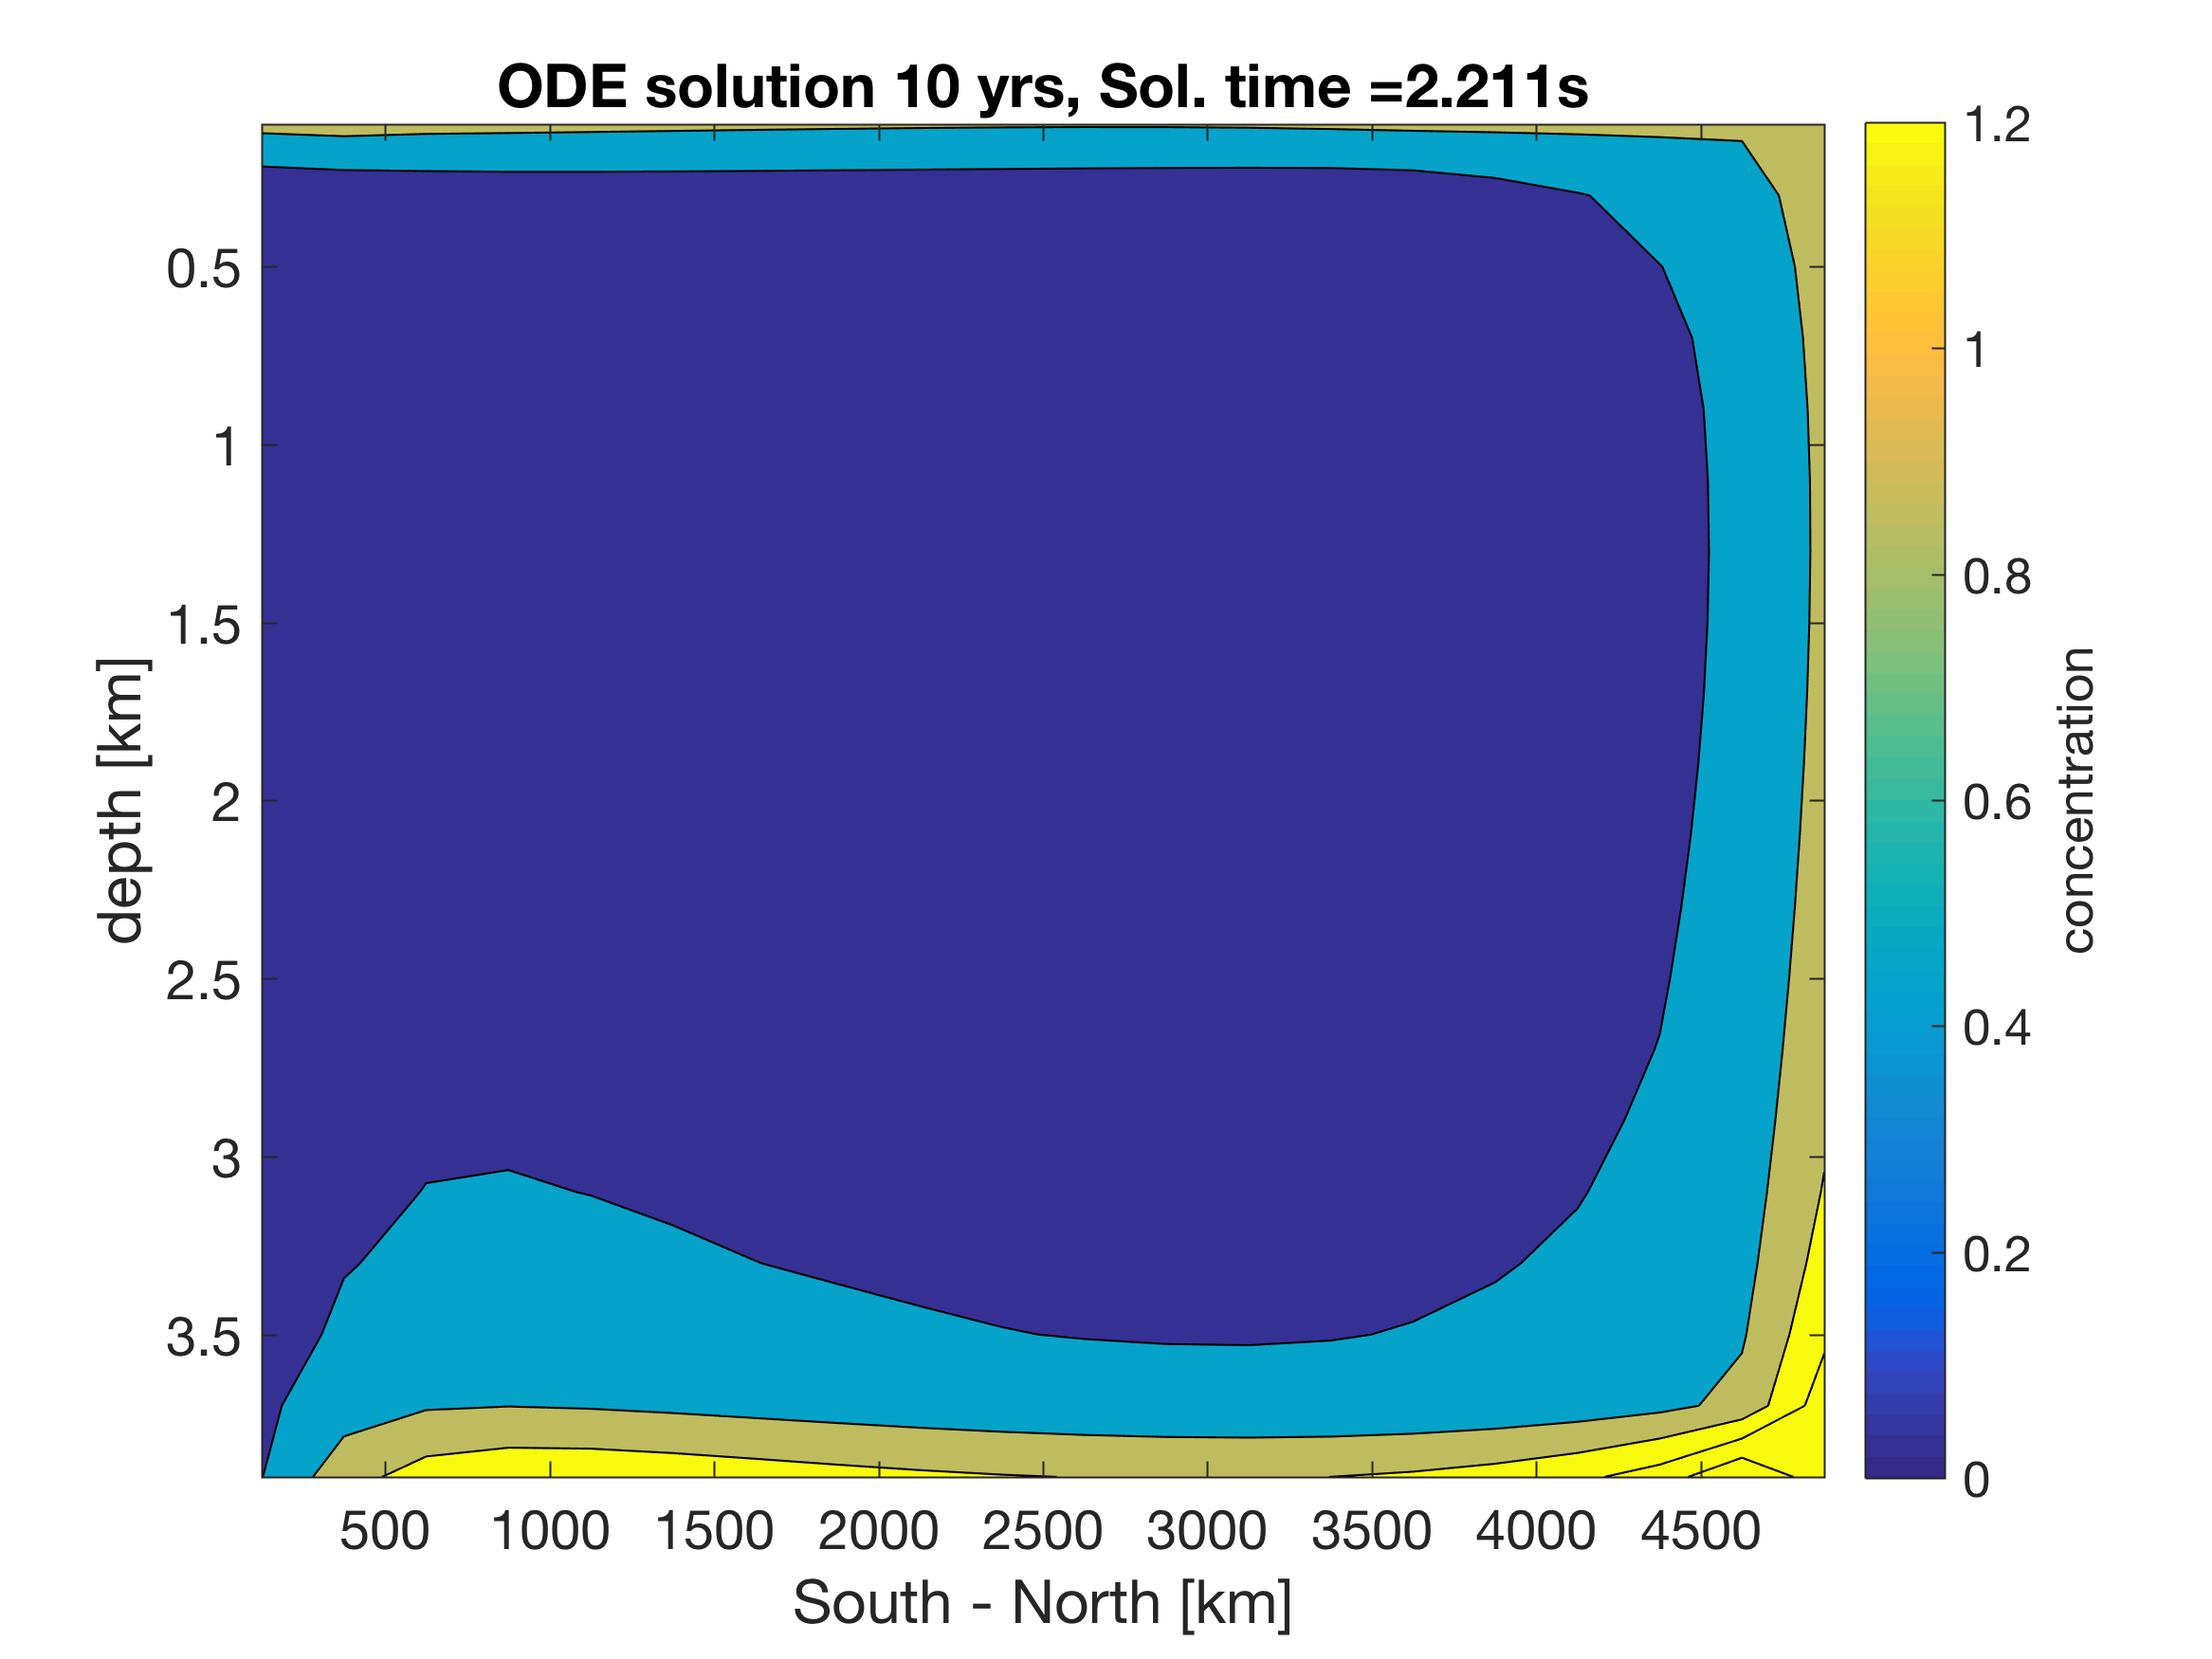 ODE solution 10 yrs, Sol. time =2.211s
depth [km]
0.5
1
1.5
2
2.5
3
3.5
500 1000 1500 2000 2500 3000 3500 4000 4500
South - North [km]
1.2
1
0.8
0.6
0.4
0.2
0
concentration